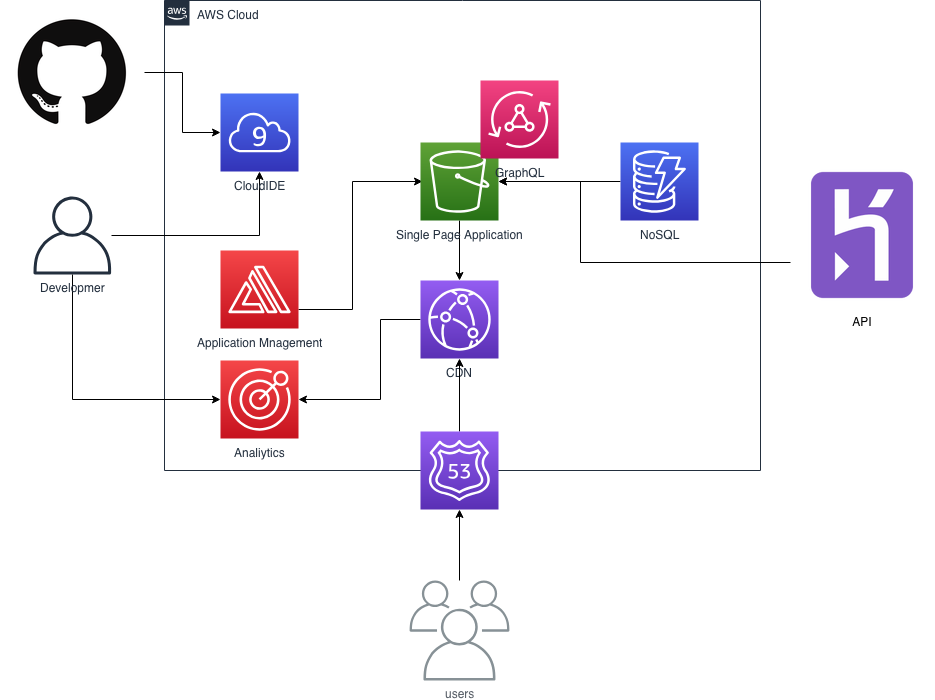 aws
AWS Cloud
9
CloudIDE
GraphQL
Single Page Application
NoSQL
Developmer
Application Mnagement
API
CDN
Analiytics
53
users